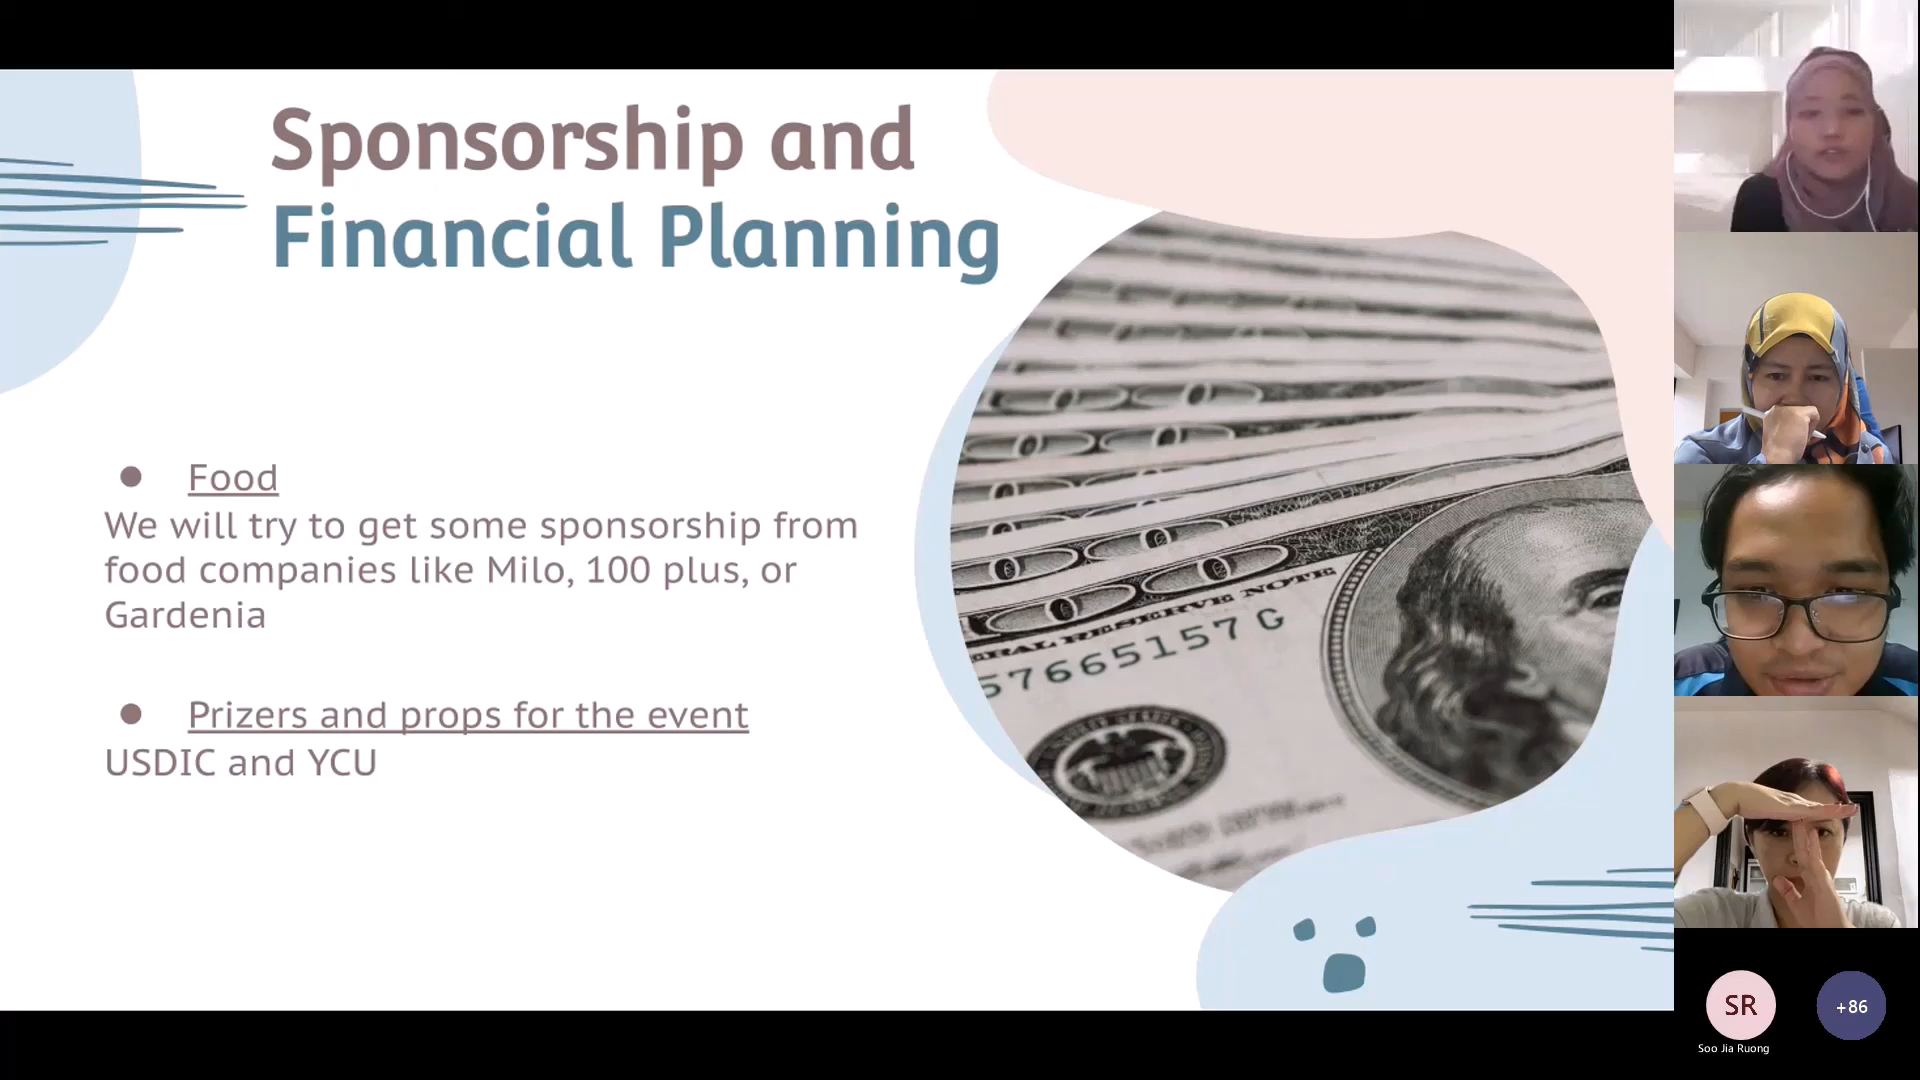 Sponsorship and
Financial Planning
● Food
We will try to get some sponsorship from
food companies like Milo, 100 plus, or
Gardenia
● Prizers and props for the event
USDIC and YCU
RAL RESERVE NOTE
57665157 G
SR
+86
Soo Jia Ruong